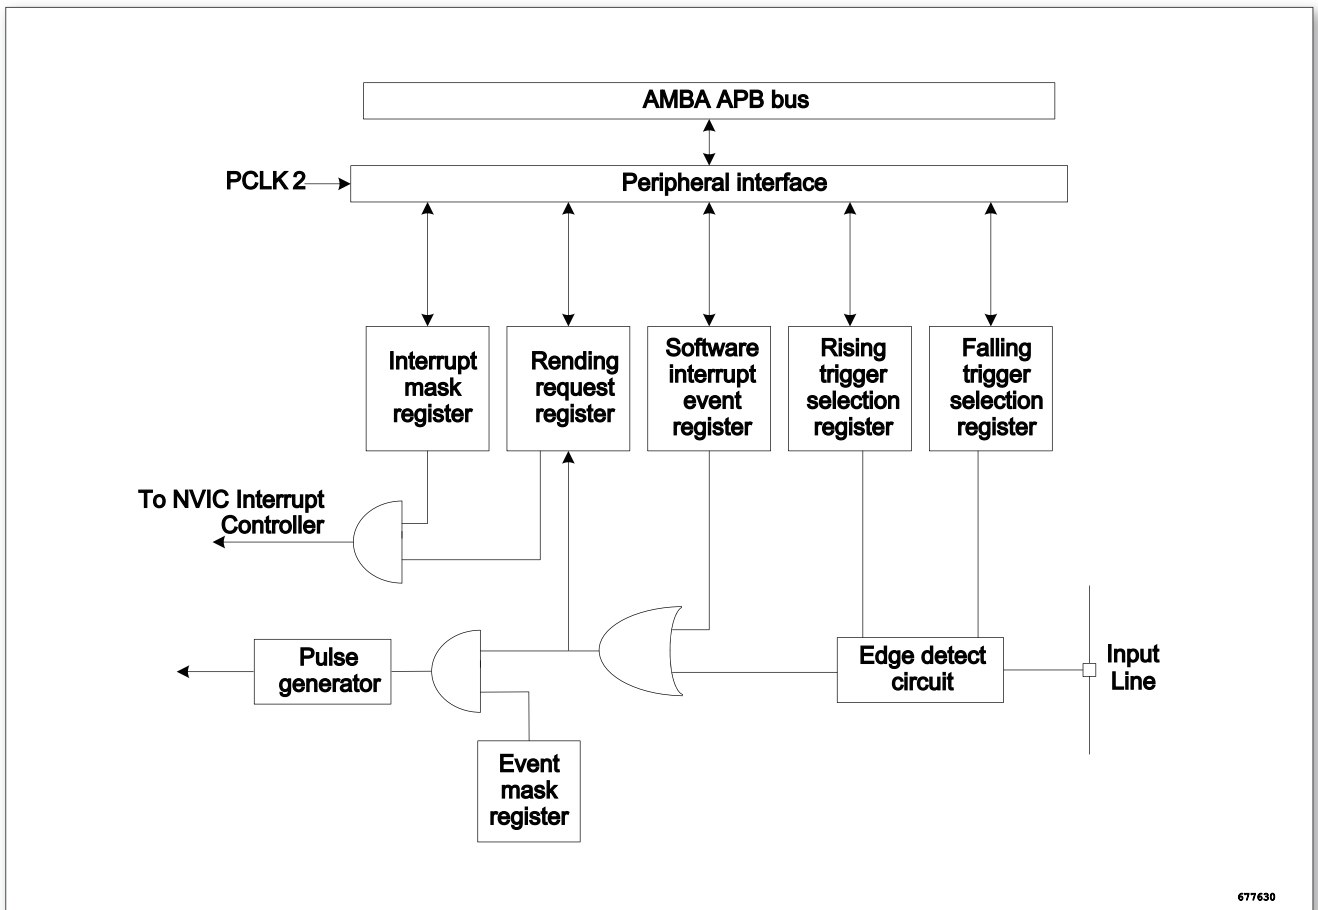 AMBA APB bus
PCLK 2
Peripheral interface
Interrupt
mask
register
Rending
request
register
Software
interrupt
event
register
Rising
trigger
selection
register
Falling
trigger
selection
register
To NVIC Interrupt
Controller
Pulse
generator
Edge detect
circuit
Input
Line
Event
mask
register
677630